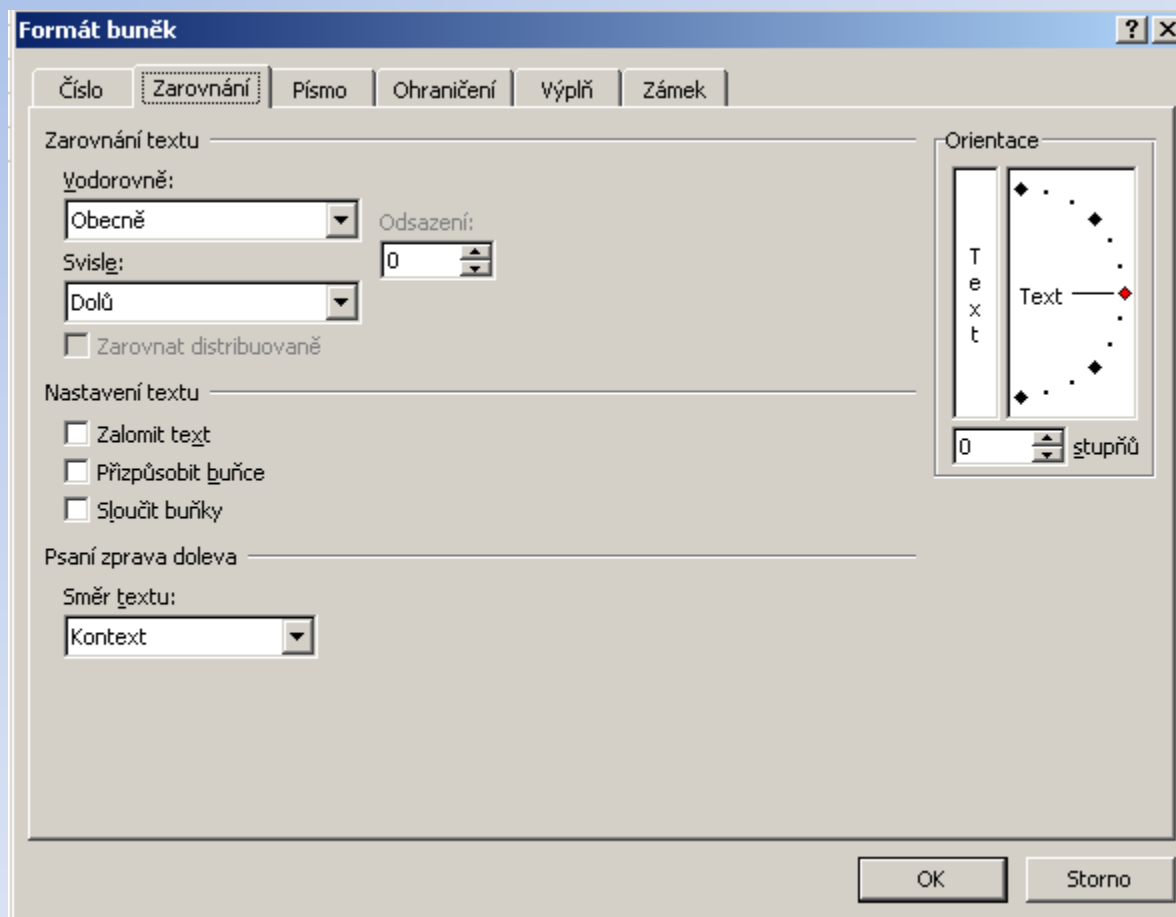 Formát buněk
Číslo Zarovnání Písmo Ohraničení Výplň Zámek
Zarovnání textu
Vodorovně:
Obecně
Odsazení:
0
Svisle:
Dolů
Zarovnat distribuovaně
Nastavení textu
Zalomit text
Přizpůsobit buňce
Sloučit buňky
Psaní zprava doleva
Směr textu:
Kontext
Orientace
T
e
x
t
Text
0 stupňů
OK Storno